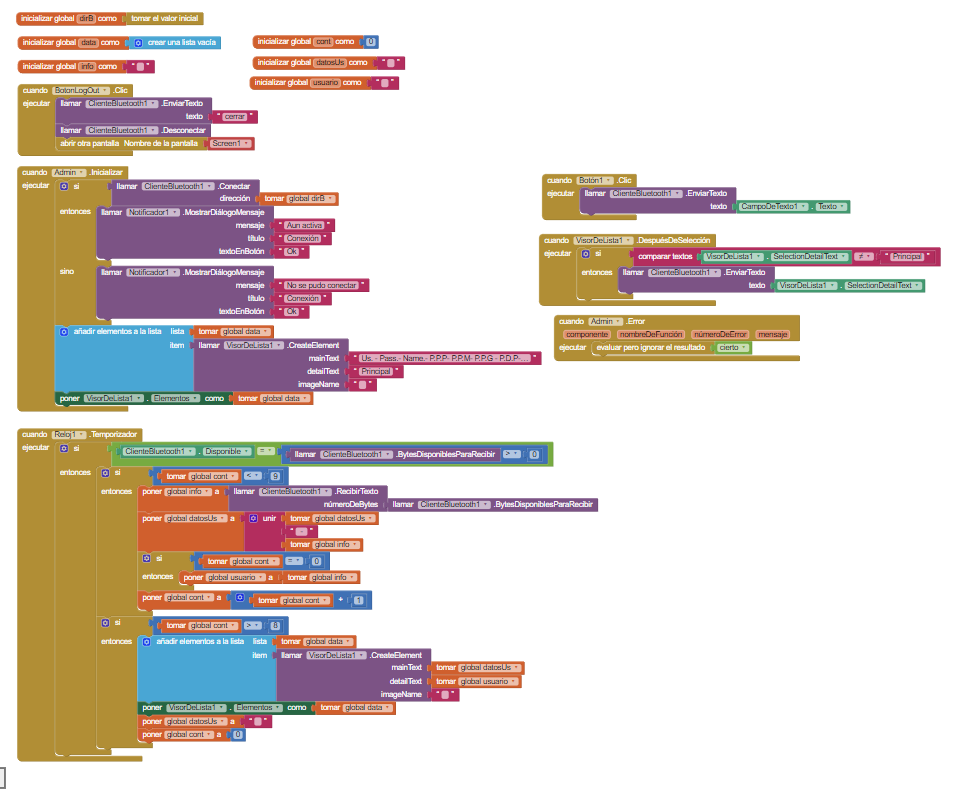 inicializar global dirB como tomar el valor inicial
inicializar global data como crear una lista vacía
inicializar global cont como 0
inicializar global info como " "
inicializar global datosUs como " "
inicializar global usuario como " "
cuando BotonLogOut .Clic
ejecutar llamar ClienteBluetooth1 .EnviarTexto
texto " cerrar "
llamar ClienteBluetooth1 .Desconectar
abrir otra pantalla Nombre de la pantalla Screen1
cuando Admin .Inicializar
ejecutar si llamar ClienteBluetooth1 .Conectar
dirección tomar global dirB
entonces llamar Notificador1 .MostrarDiálogoMensaje
mensaje " Aun activa "
título " Conexión "
textoEnBotón " Ok "
sino llamar Notificador1 .MostrarDiálogoMensaje
mensaje " No se pudo conectar "
título " Conexión "
textoEnBotón " Ok "
añadir elementos a la lista lista tomar global data
item llamar VisorDeLista1 .CreateElement
mainText " Us. - Pass.- Name.- P.P.P- P.P.M- P.P.G - P.D.P-... "
detailText " Principal "
imageName " "
poner VisorDeLista1 . Elementos como tomar global data
cuando Botón1 .Clic
ejecutar llamar ClienteBluetooth1 .EnviarTexto
texto CampoDeTexto1 . Texto
cuando VisorDeLista1 .DespuésDeSelección
ejecutar si comparar textos VisorDeLista1 . SelectionDetailText ≠ " Principal "
entonces llamar ClienteBluetooth1 .EnviarTexto
texto VisorDeLista1 . SelectionDetailText
cuando Admin .Error
componente nombreDeFunción númeroDeError mensaje
ejecutar evaluar pero ignorar el resultado cierto
cuando Reloj1 .Temporizador
ejecutar si ClienteBluetooth1 . Disponible = llamar ClienteBluetooth1 .BytesDisponiblesParaRecibir > 0
entonces si tomar global cont < 9
entonces poner global info a llamar ClienteBluetooth1 .RecibirTexto
númeroDeBytes llamar ClienteBluetooth1 .BytesDisponiblesParaRecibir
poner global datosUs a unir tomar global datosUs
" - "
tomar global info
si tomar global cont = 0
entonces poner global usuario a tomar global info
poner global cont a tomar global cont + 1
si tomar global cont > 8
entonces añadir elementos a la lista lista tomar global data
item llamar VisorDeLista1 .CreateElement
mainText tomar global datosUs
detailText tomar global usuario
imageName " "
poner VisorDeLista1 . Elementos como tomar global data
poner global datosUs a " "
poner global cont a 0